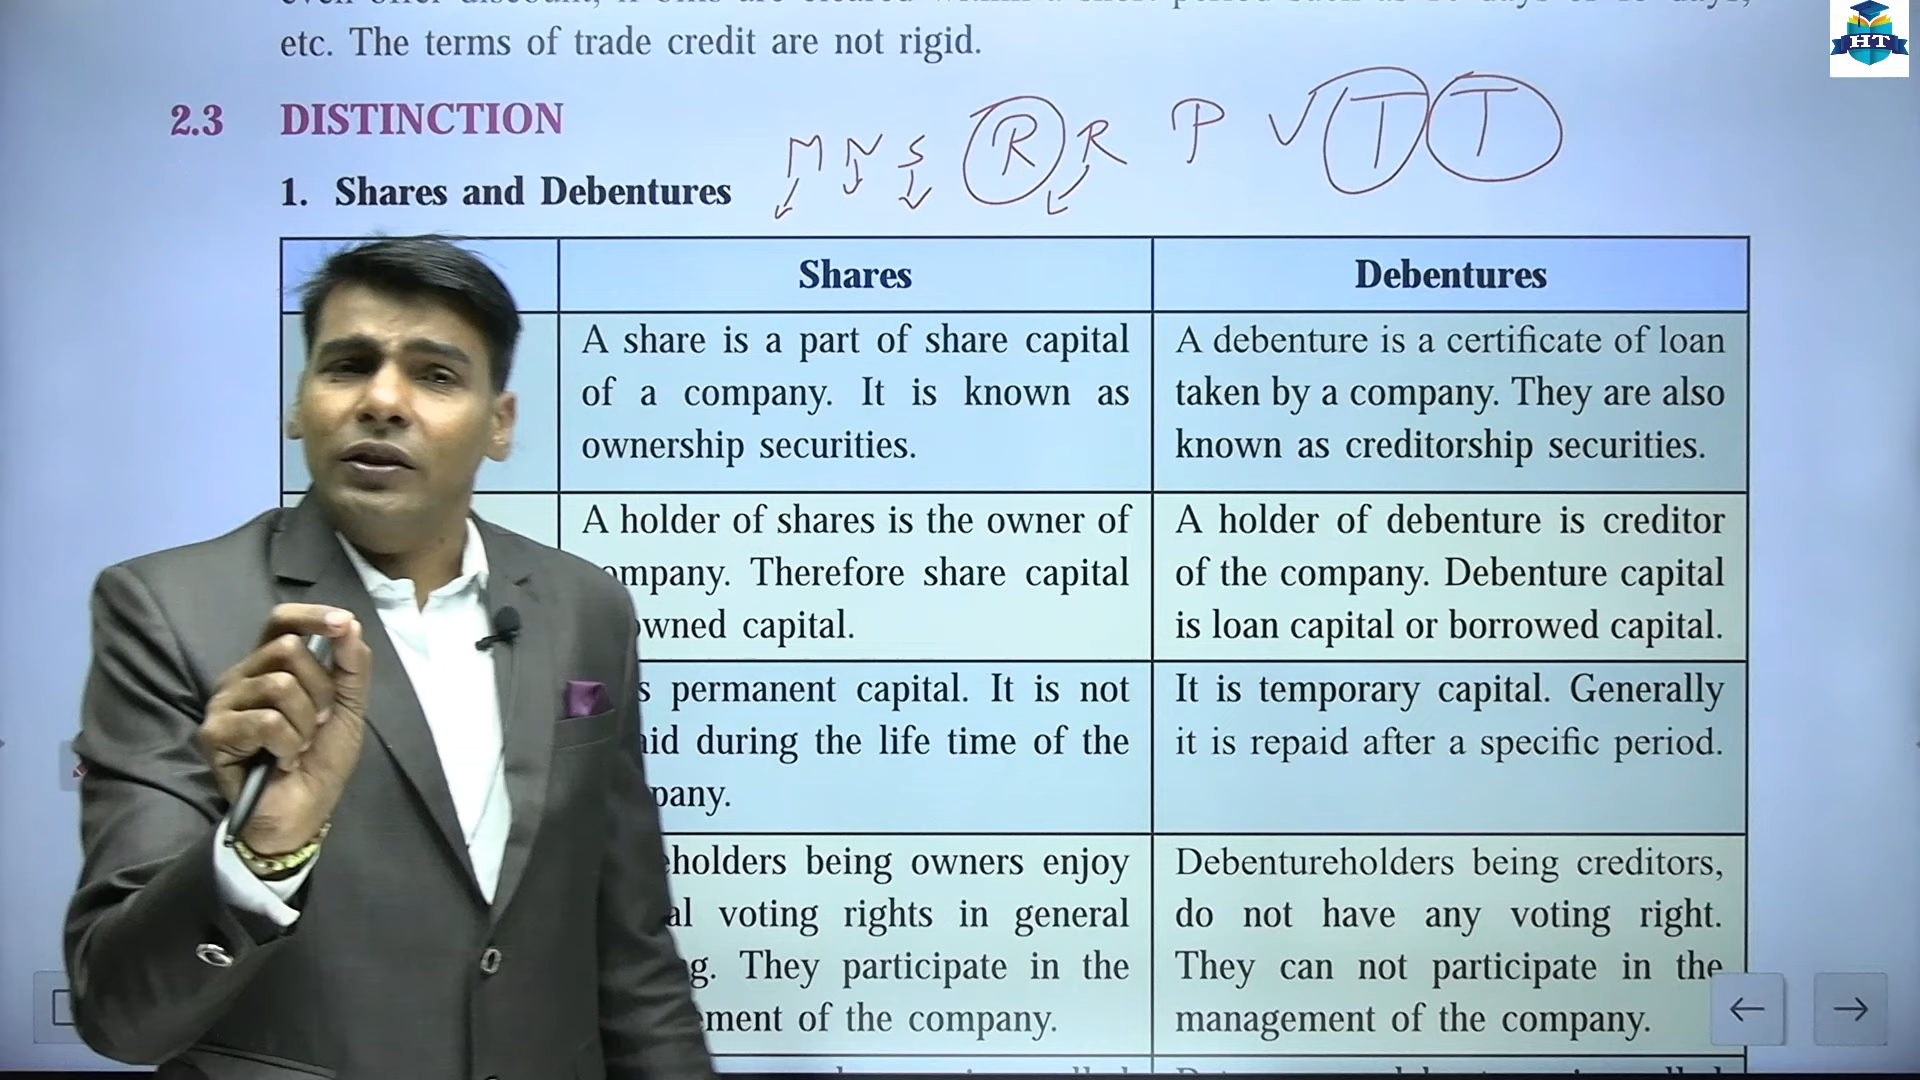 etc. The terms of trade credit are not rigid.
HT
2.3 DISTINCTION
M N S R R P V T T
1. Shares and Debentures
Shares
Debentures
A share is a part of share capital
of a company. It is known as
ownership securities.
A debenture is a certificate of loan
taken by a company. They are also
known as creditorship securities.
A holder of shares is the owner of
ompany. Therefore share capital
owned capital.
A holder of debenture is creditor
of the company. Debenture capital
is loan capital or borrowed capital.
s permanent capital. It is not
aid during the life time of the
pany.
It is temporary capital. Generally
it is repaid after a specific period.
eholders being owners enjoy
al voting rights in general
g. They participate in the
ment of the company.
Debentureholders being creditors,
do not have any voting right.
They can not participate in the
management of the company.